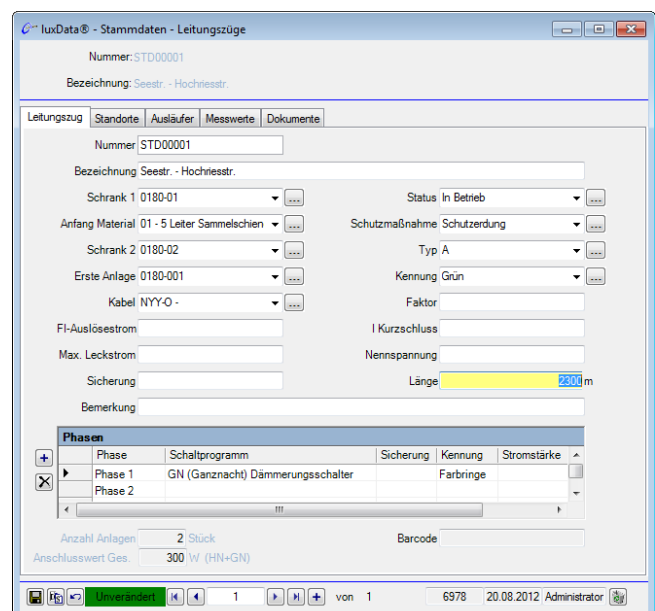 luxData® - Stammdaten - Leitungszüge
Nummer: STD00001
Bezeichnung: Seestr. - Hochriesstr.
Leitungszug Standorte Ausläufer Messwerte Dokumente
Nummer STD00001
Bezeichnung Seestr. - Hochriesstr.
Schrank 1 0180-01 ... Status In Betrieb ...
Anfang Material 01 - 5 Leiter Sammelschien ... Schutzmaßnahme Schutzerdung ...
Schrank 2 0180-02 ... Typ A ...
Erste Anlage 0180-001 ... Kennung Grün ...
Kabel NYY-O - ... Faktor
FI-Auslösestrom I Kurzschluss
Max. Leckstrom Nennspannung
Sicherung Länge 2300 m
Bemerkung
Phasen
Phase Schaltprogramm Sicherung Kennung Stromstärke
Phase 1 GN (Ganznacht) Dämmerungsschalter Farbringe
Phase 2
Anzahl Anlagen 2 Stück Barcode
Anschlusswert Ges. 300 W (HN+GN)
Unverändert 1 von 1 6978 20.08.2012 Administrator